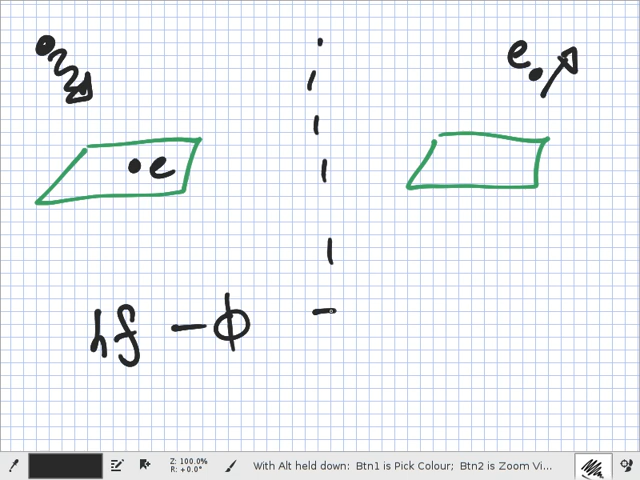 e
e
hf - ϕ -
Z: 100.0%
R: +0.0°
With Alt held down: Btn1 is Pick Colour; Btn2 is Zoom Vi...